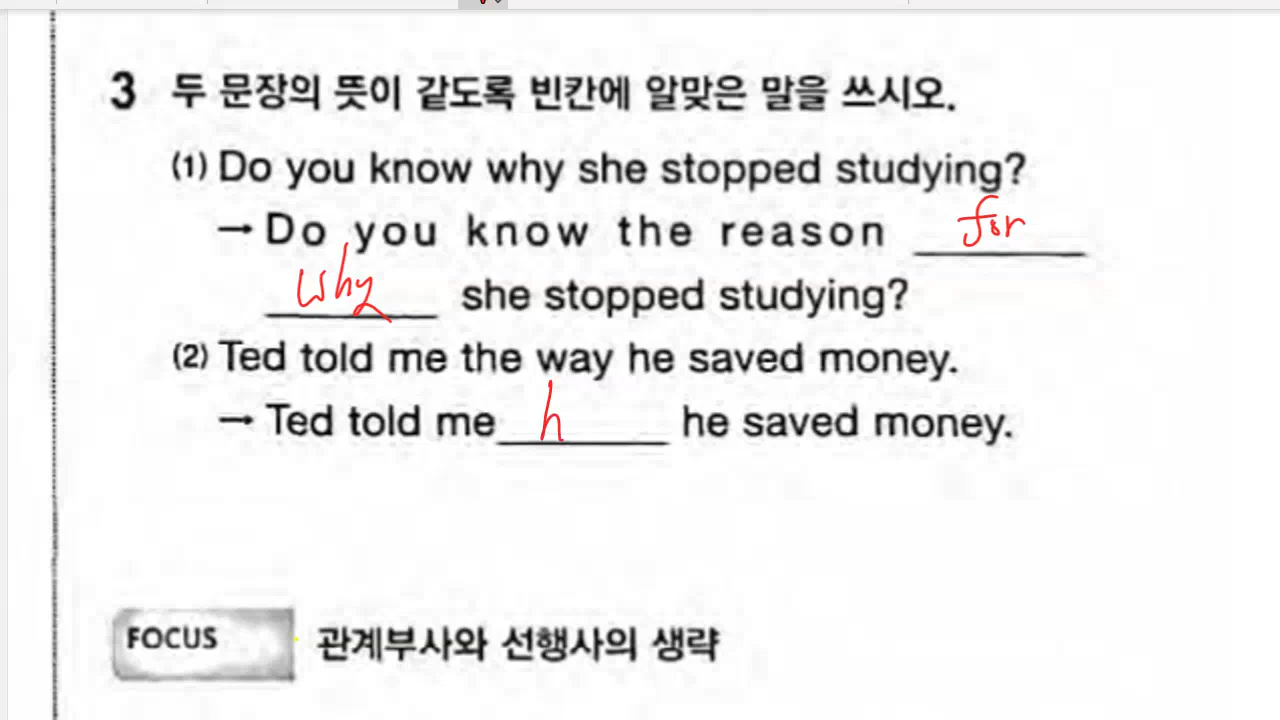 3 두 문장의 뜻이 같도록 빈칸에 알맞은 말을 쓰시오.
(1) Do you know why she stopped studying?
→ Do you know the reason for
why she stopped studying?
(2) Ted told me the way he saved money.
→ Ted told me h he saved money.
FOCUS 관계부사와 선행사의 생략